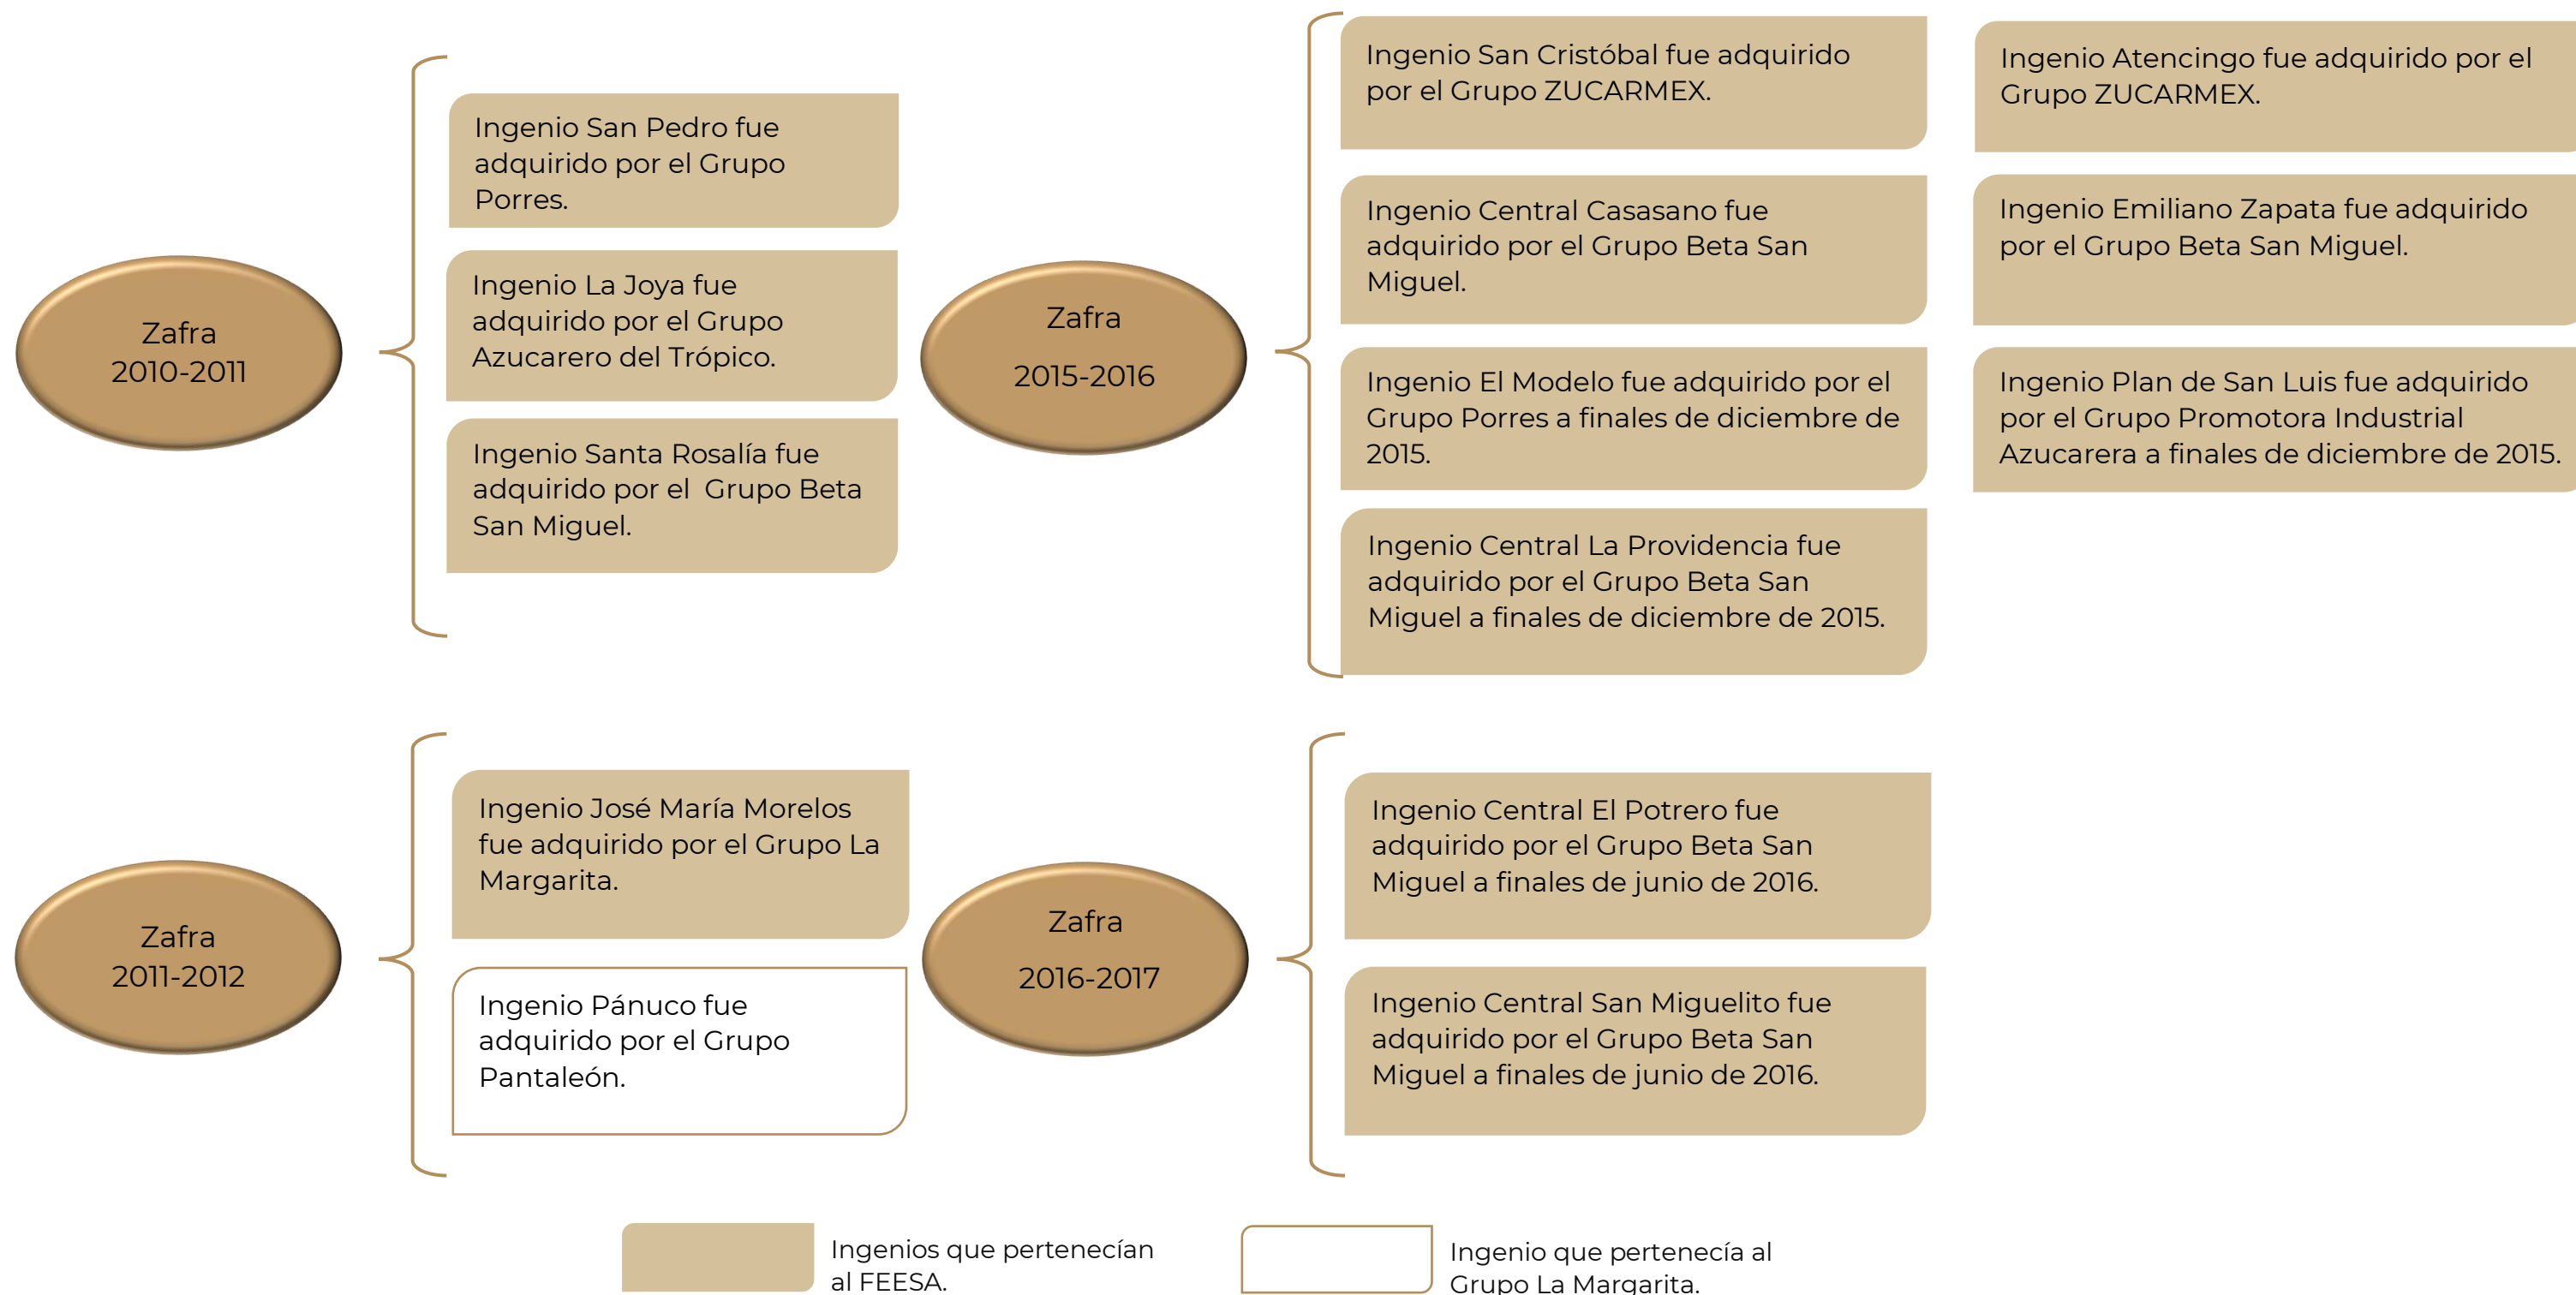 Zafra
2010-2011
Ingenio San Pedro fue
adquirido por el Grupo
Porres.
Ingenio La Joya fue
adquirido por el Grupo
Azucarero del Trópico.
Ingenio Santa Rosalía fue
adquirido por el  Grupo Beta
San Miguel.
Zafra
2015-2016
Ingenio San Cristóbal fue adquirido
por el Grupo ZUCARMEX.
Ingenio Central Casasano fue
adquirido por el Grupo Beta San
Miguel.
Ingenio El Modelo fue adquirido por el
Grupo Porres a finales de diciembre de
2015.
Ingenio Central La Providencia fue
adquirido por el Grupo Beta San
Miguel a finales de diciembre de 2015.
Ingenio Atencingo fue adquirido por el
Grupo ZUCARMEX.
Ingenio Emiliano Zapata fue adquirido
por el Grupo Beta San Miguel.
Ingenio Plan de San Luis fue adquirido
por el Grupo Promotora Industrial
Azucarera a finales de diciembre de 2015.
Zafra
2011-2012
Ingenio José María Morelos
fue adquirido por el Grupo La
Margarita.
Ingenio Pánuco fue
adquirido por el Grupo
Pantaleón.
Zafra
2016-2017
Ingenio Central El Potrero fue
adquirido por el Grupo Beta San
Miguel a finales de junio de 2016.
Ingenio Central San Miguelito fue
adquirido por el Grupo Beta San
Miguel a finales de junio de 2016.
Ingenios que pertenecían
al FEESA.
Ingenio que pertenecía al
Grupo La Margarita.